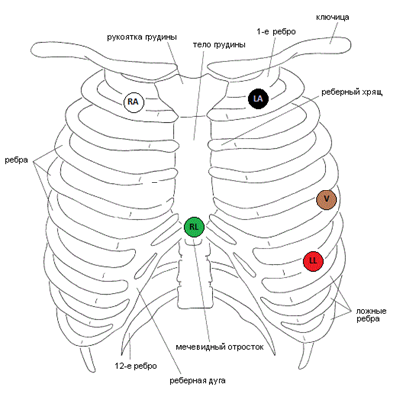 ключица
рукоятка грудины
1-е ребро
тело грудины
RA
LA
реберный хрящ
ребра
V
RL
LL
ложные
ребра
мечевидный отросток
12-е ребро
реберная дуга